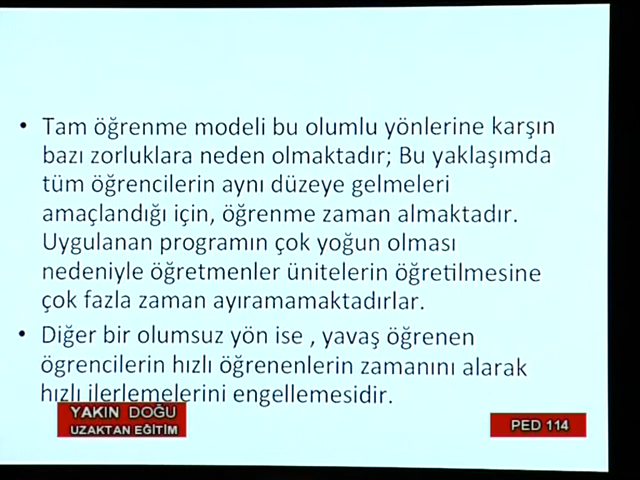 • Tam öğrenme modeli bu olumlu yönlerine karşın
bazı zorluklara neden olmaktadır; Bu yaklaşımda
tüm öğrencilerin aynı düzeye gelmeleri
amaçlandığı için, öğrenme zaman almaktadır.
Uygulanan programın çok yoğun olması
nedeniyle öğretmenler ünitelerin öğretilmesine
çok fazla zaman ayıramamaktadırlar.
• Diğer bir olumsuz yön ise , yavaş öğrenen
ögrencilerin hızlı öğrenenlerin zamanını alarak
hızlı ilerlemelerini engellemesidir.
YAKIN DOĞU
UZAKTAN EĞİTİM
PED 114